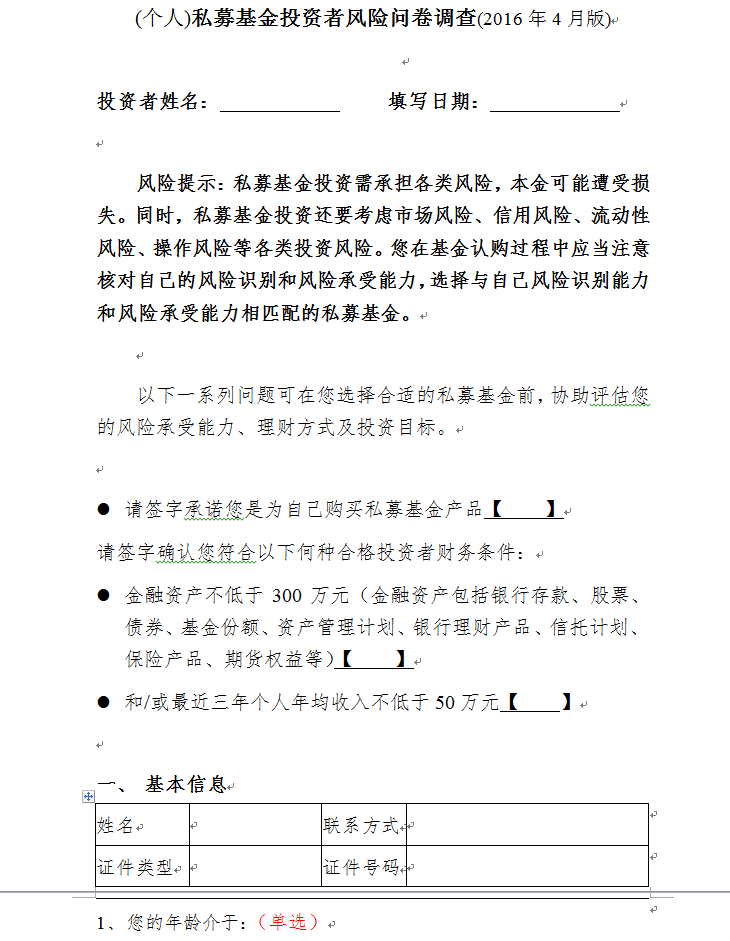 (个人)私募基金投资者风险问卷调查(2016 年 4 月版)
投资者姓名：____________ 填写日期：_____________
风险提示：私募基金投资需承担各类风险，本金可能遭受损
失。同时，私募基金投资还要考虑市场风险、信用风险、流动性
风险、操作风险等各类投资风险。您在基金认购过程中应当注意
核对自己的风险识别和风险承受能力，选择与自己风险识别能力
和风险承受能力相匹配的私募基金。
以下一系列问题可在您选择合适的私募基金前，协助评估您
的风险承受能力、理财方式及投资目标。
● 请签字承诺您是为自己购买私募基金产品【____】
请签字确认您符合以下何种合格投资者财务条件：
● 金融资产不低于 300 万元（金融资产包括银行存款、股票、
债券、基金份额、资产管理计划、银行理财产品、信托计划、
保险产品、期货权益等）【____】
● 和/或最近三年个人年均收入不低于 50 万元【____】
一、 基本信息
姓名 联系方式
证件类型 证件号码
1、您的年龄介于：（单选）